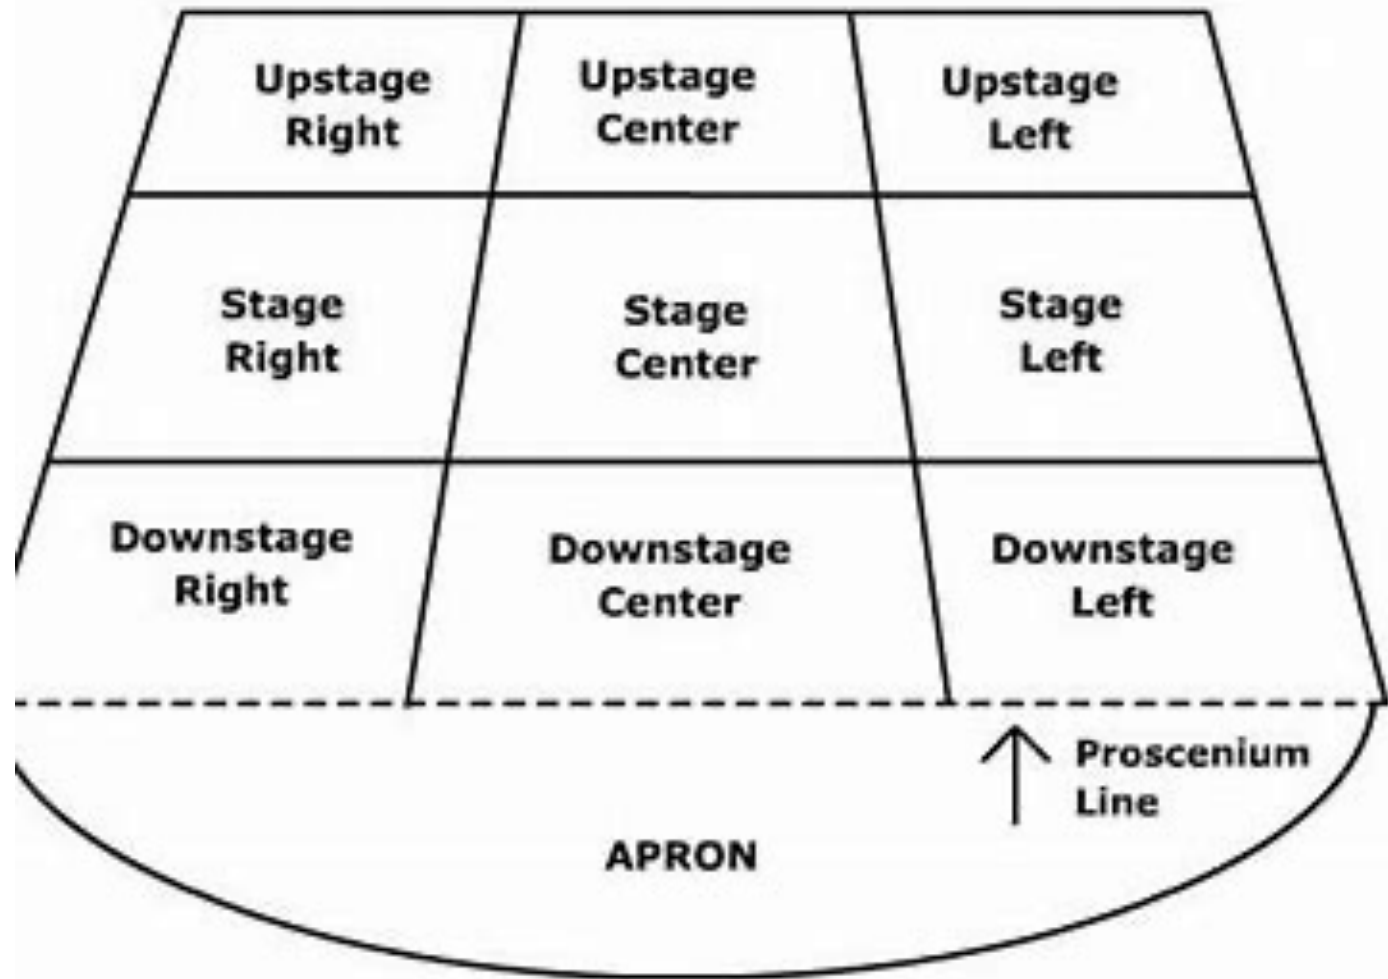 Upstage
Right
Upstage
Center
Upstage
Left
Stage
Right
Stage
Center
Stage
Left
Downstage
Right
Downstage
Center
Downstage
Left
Proscenium
Line
APRON